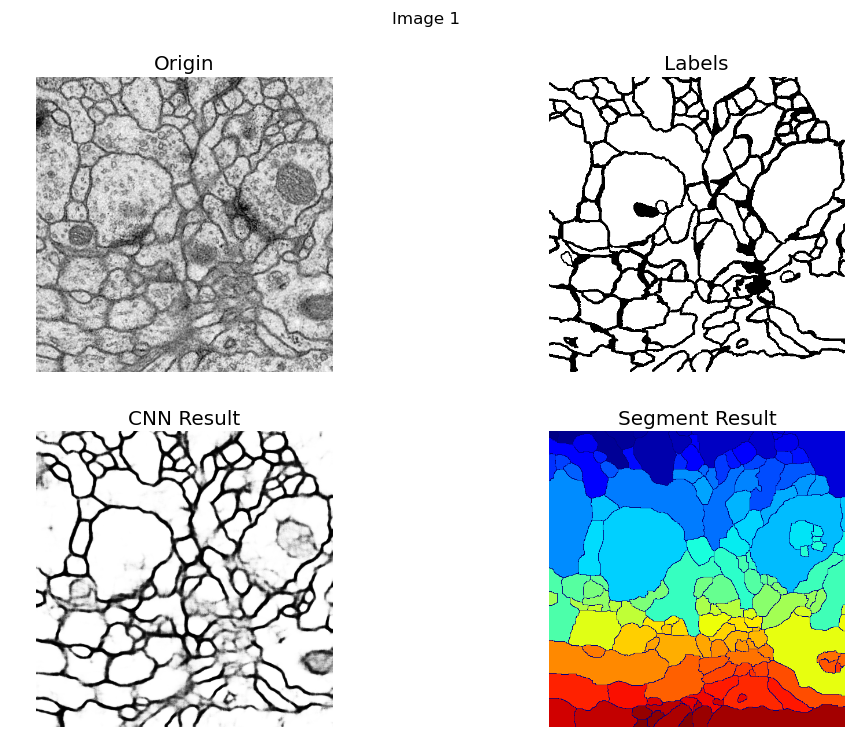 Image 1
Origin
Labels
CNN Result
Segment Result